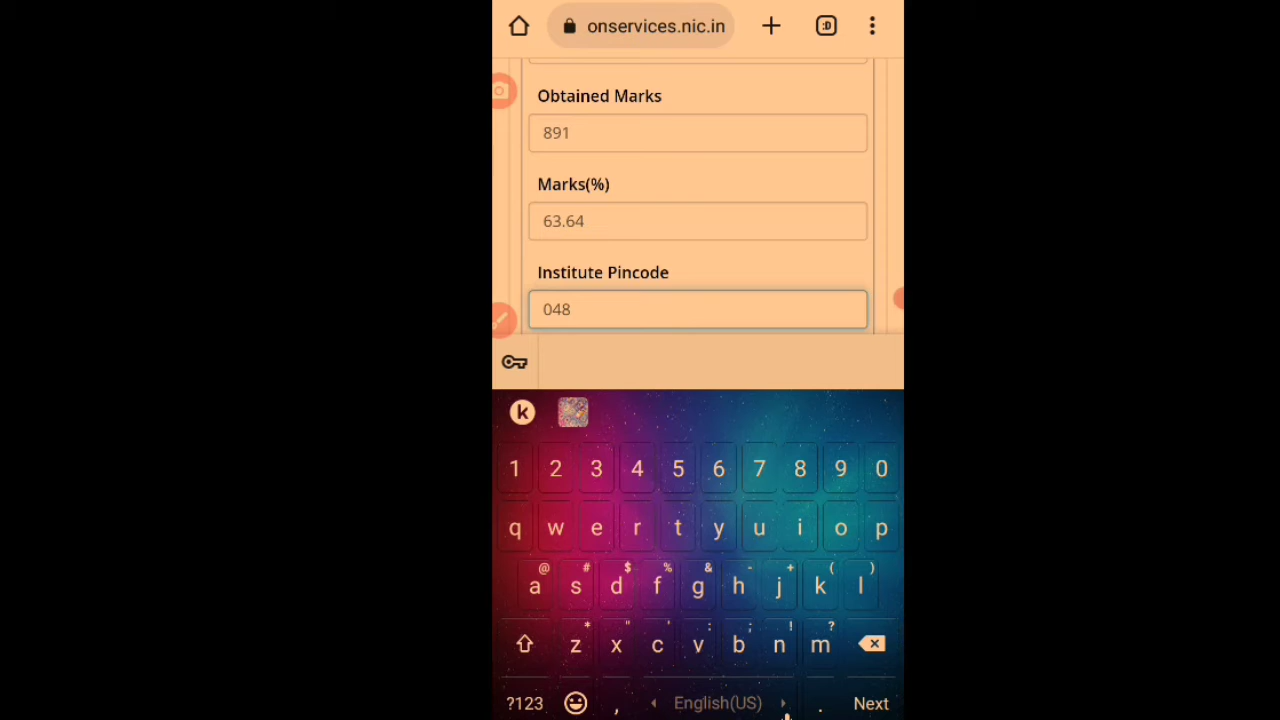 onservices.nic.in
:D
Obtained Marks
891
Marks(%)
63.64
Institute Pincode
048
k
1 2 3 4 5 6 7 8 9 0
q w e r t y u i o p
@ # $ % & - + ( )
a s d f g h j k l
* " ' : ; ! ?
z x c v b n m
?123 , English(US) . Next